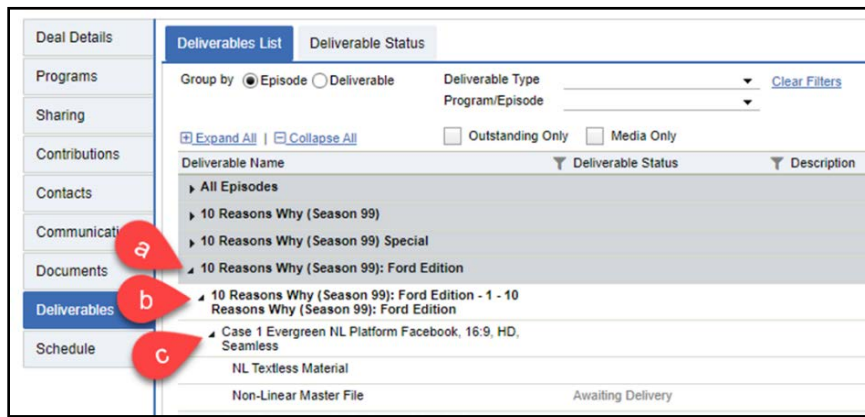 Deal Details
Programs
Sharing
Contributions
Contacts
Communicati
Documents
Deliverables
Schedule
Deliverables List Deliverable Status
Group by Episode Deliverable Deliverable Type Clear Filters
Program/Episode
Expand All | Collapse All Outstanding Only Media Only
Deliverable Name Deliverable Status Description
All Episodes
10 Reasons Why (Season 99)
10 Reasons Why (Season 99) Special
a 10 Reasons Why (Season 99): Ford Edition
b 10 Reasons Why (Season 99): Ford Edition - 1 - 10
Reasons Why (Season 99): Ford Edition
c Case 1 Evergreen NL Platform Facebook, 16:9, HD,
Seamless
NL Textless Material
Non-Linear Master File Awaiting Delivery